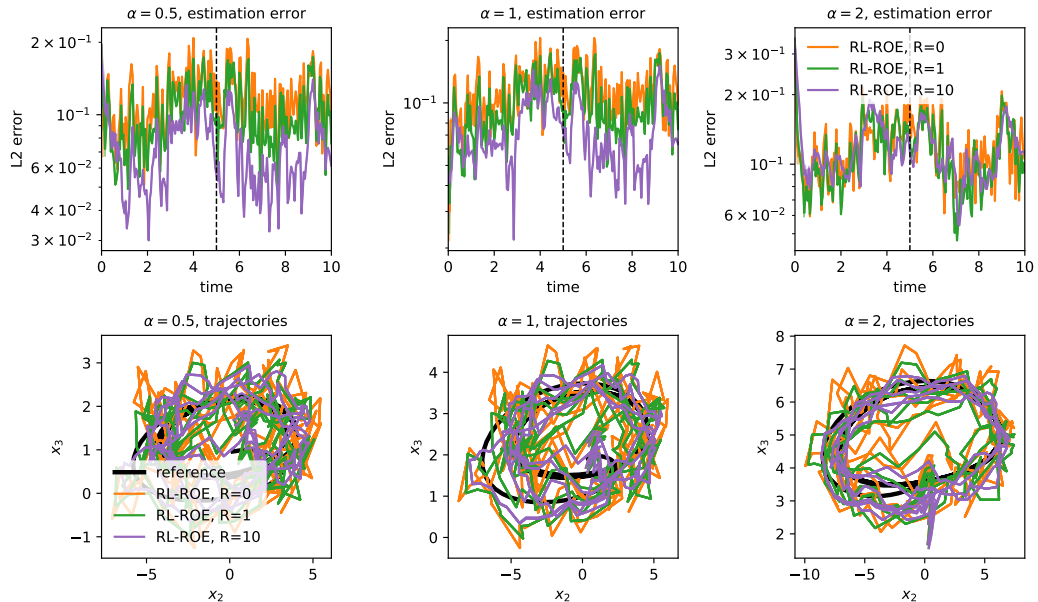 α = 0.5, estimation error
2 × 10⁻¹
10⁻¹
6 × 10⁻²
4 × 10⁻²
3 × 10⁻²
L2 error
0 2 4 6 8 10
time
α = 1, estimation error
10⁻¹
L2 error
0 2 4 6 8 10
time
α = 2, estimation error
RL-ROE, R=0
RL-ROE, R=1
RL-ROE, R=10
3 × 10⁻¹
2 × 10⁻¹
10⁻¹
6 × 10⁻²
L2 error
0 2 4 6 8 10
time
α = 0.5, trajectories
3
2
1
0
−1
x₃
reference
RL-ROE, R=0
RL-ROE, R=1
RL-ROE, R=10
−5 0 5
x₂
α = 1, trajectories
4
3
2
1
0
x₃
−5 0 5
x₂
α = 2, trajectories
8
7
6
5
4
3
2
x₃
−10 −5 0 5
x₂